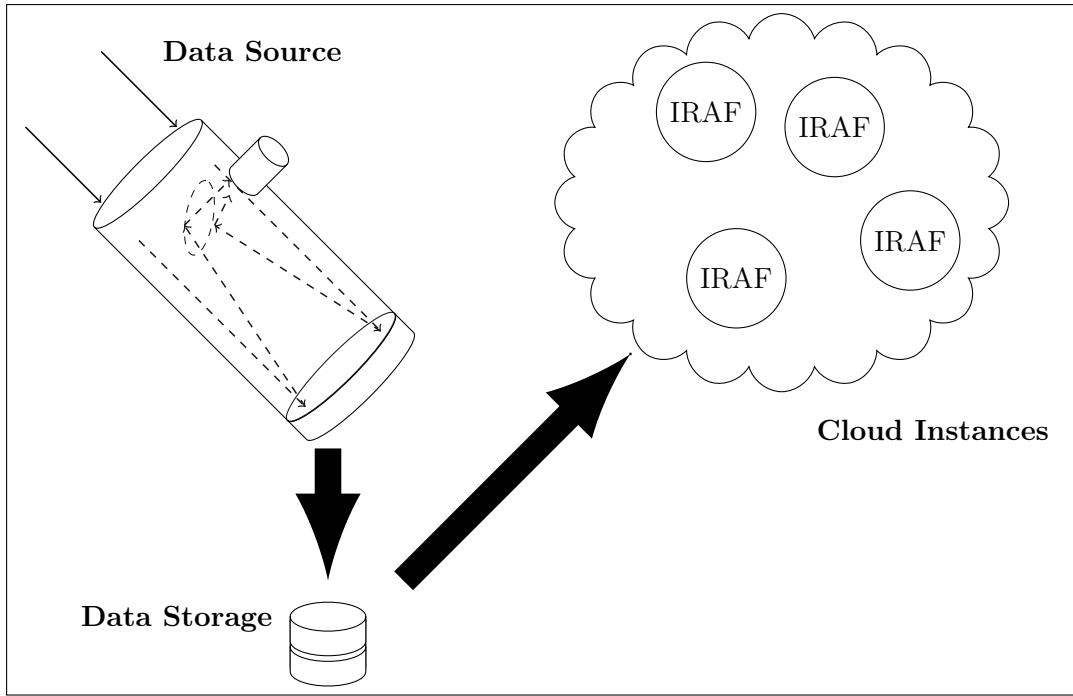 Data Source
IRAF
IRAF
IRAF
IRAF
Cloud Instances
Data Storage